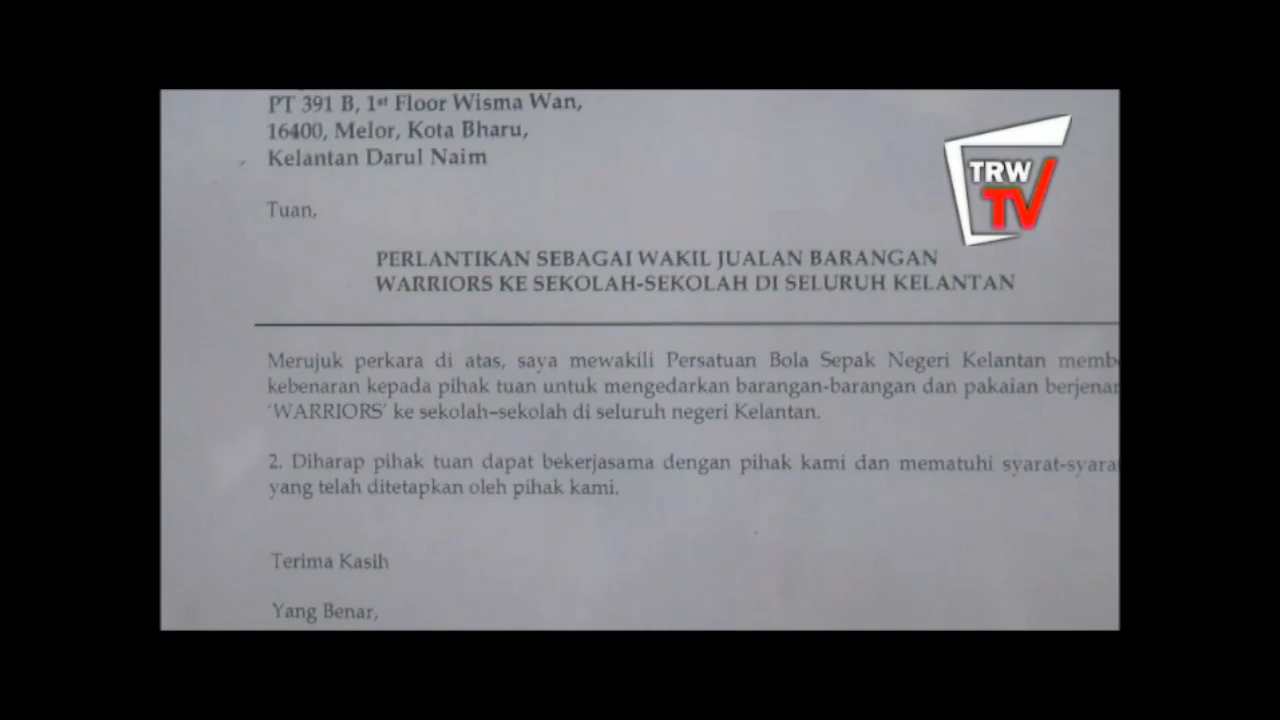 PT 391 B, 1st Floor Wisma Wan,
16400, Melor, Kota Bharu,
Kelantan Darul Naim
TRW
TV
Tuan,
PERLANTIKAN SEBAGAI WAKIL JUALAN BARANGAN
WARRIORS KE SEKOLAH-SEKOLAH DI SELURUH KELANTAN
Merujuk perkara di atas, saya mewakili Persatuan Bola Sepak Negeri Kelantan memb
kebenaran kepada pihak tuan untuk mengedarkan barangan-barangan dan pakaian berjenam
'WARRIORS' ke sekolah–sekolah di seluruh negeri Kelantan.
2. Diharap pihak tuan dapat bekerjasama dengan pihak kami dan mematuhi syarat-syarat
yang telah ditetapkan oleh pihak kami.
Terima Kasih
Yang Benar,